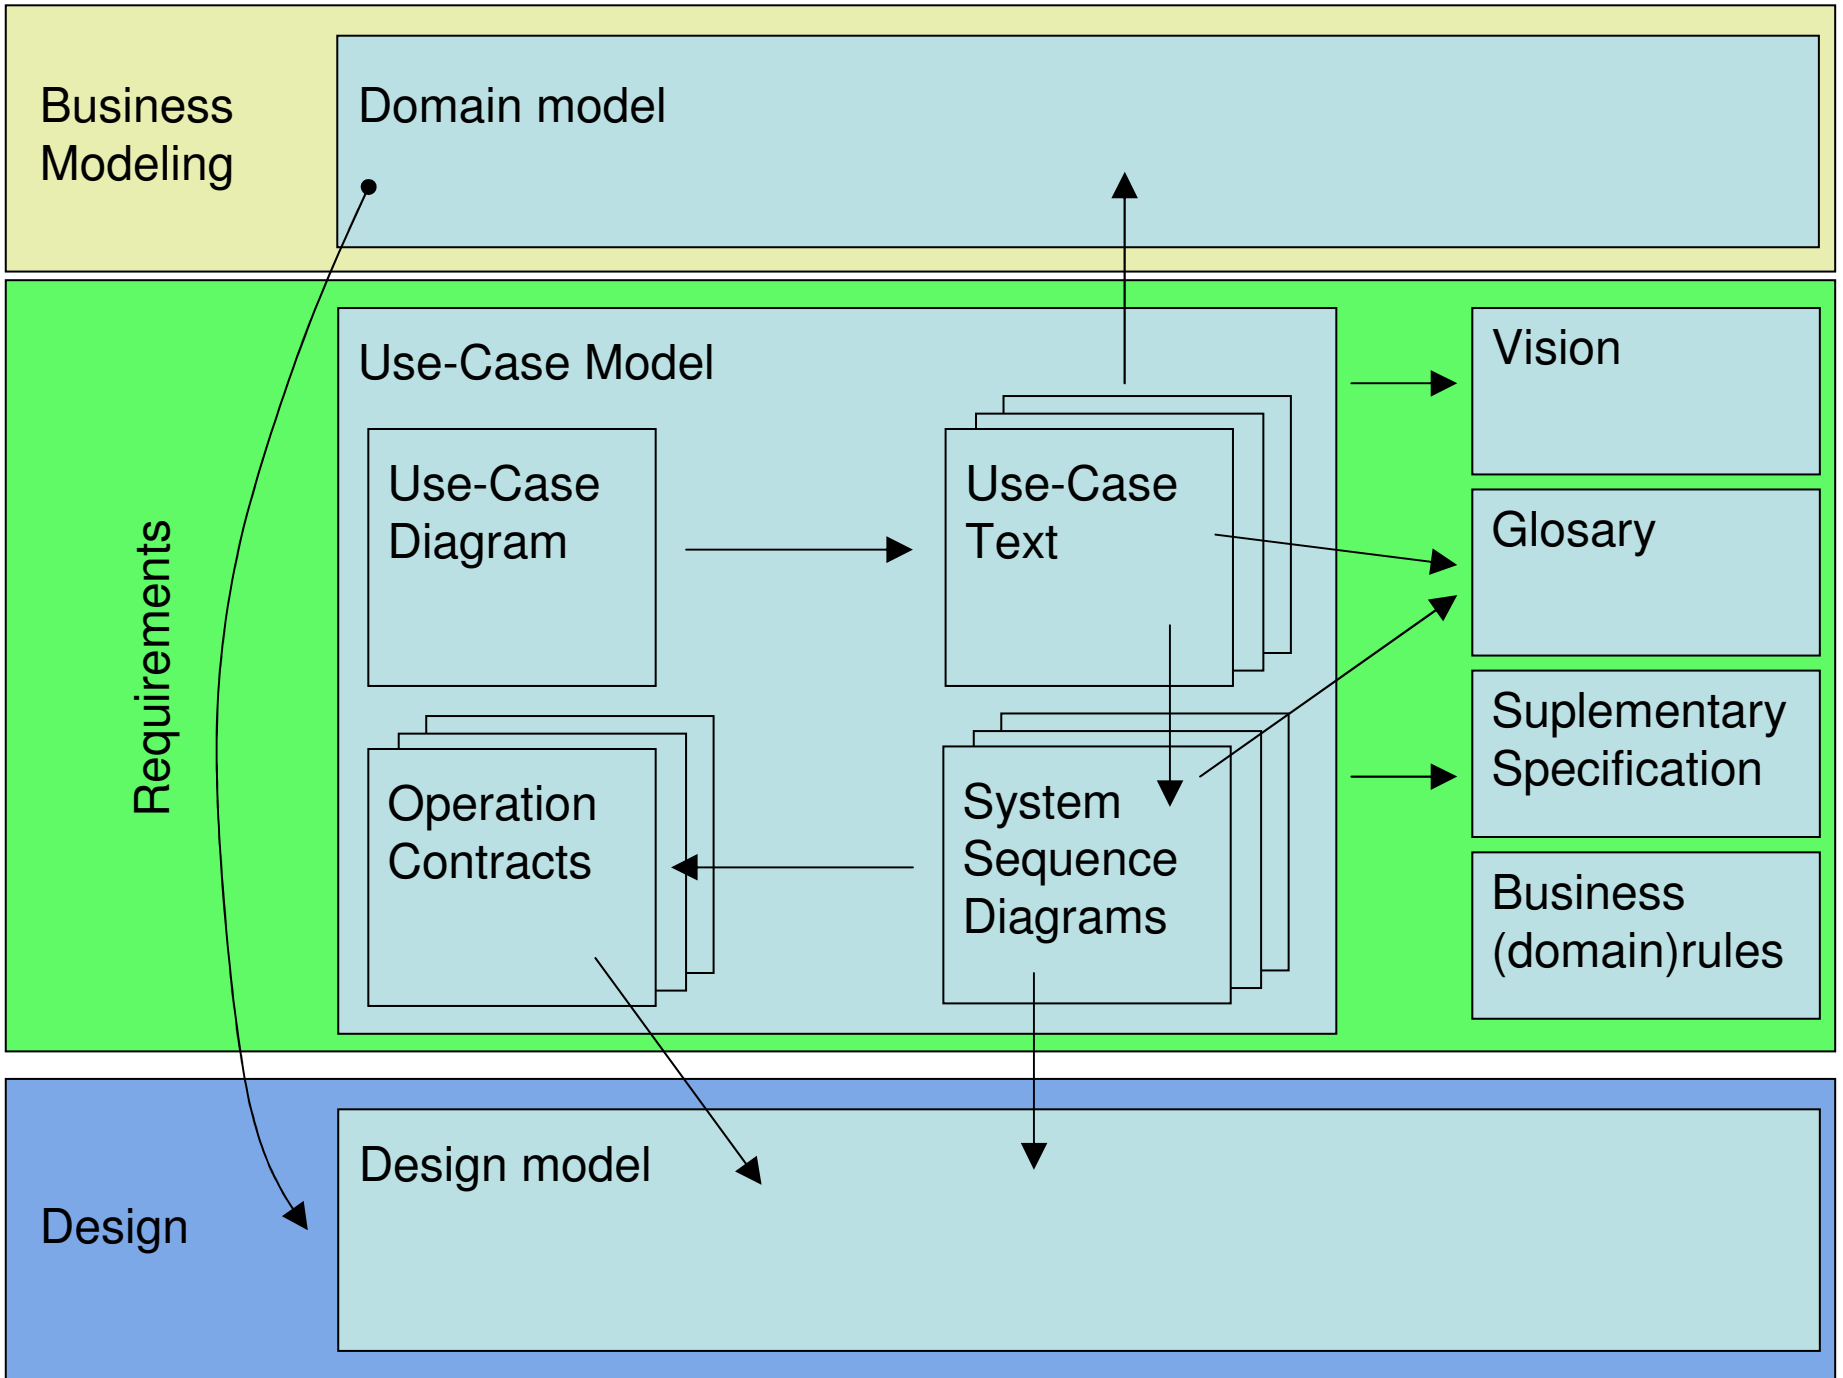 Business
Modeling
Domain model
Requirements
Use-Case Model
Use-Case
Diagram
Use-Case
Text
Operation
Contracts
System
Sequence
Diagrams
Vision
Glosary
Suplementary
Specification
Business
(domain)rules
Design
Design model